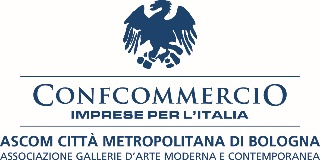 CONFCOMMERCIO
IMPRESE PER L'ITALIA
ASCOM CITTÀ METROPOLITANA DI BOLOGNA
ASSOCIAZIONE GALLERIE D'ARTE MODERNA E CONTEMPORANEA